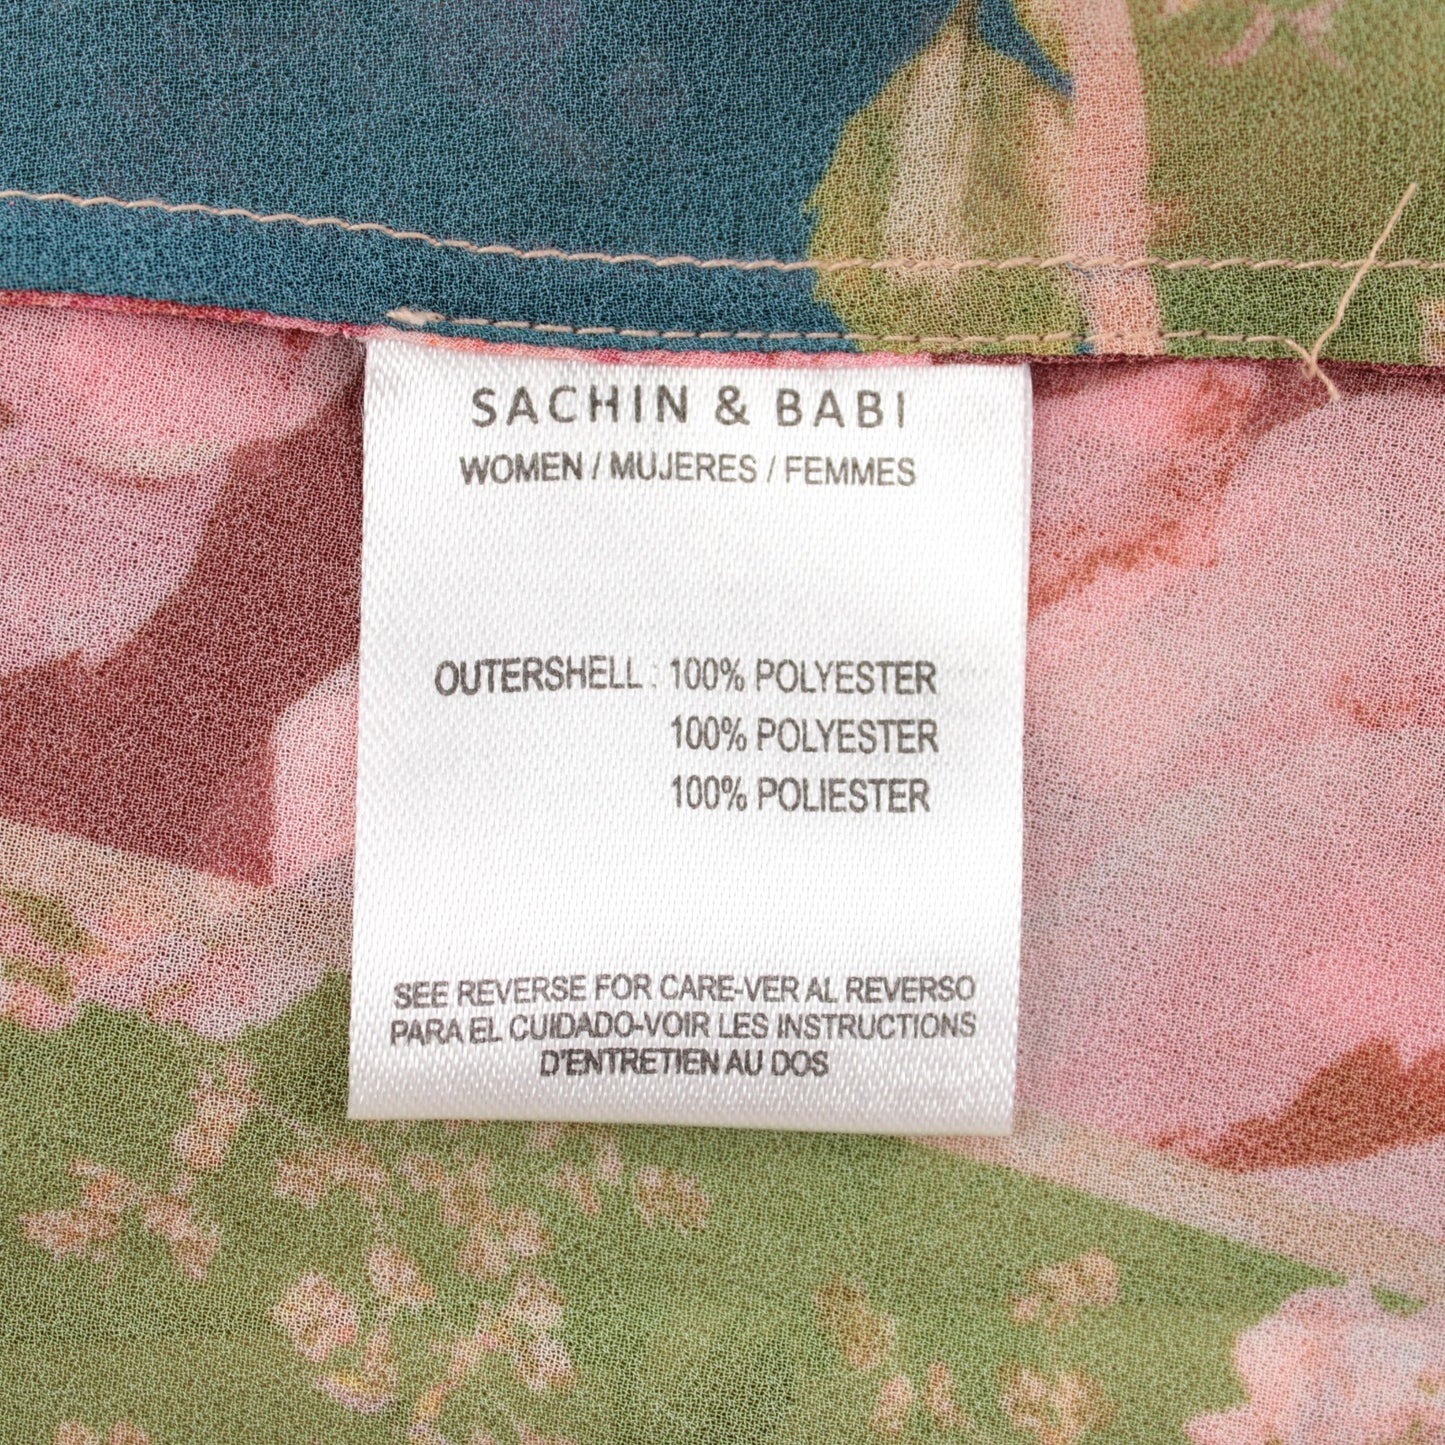 SACHIN & BABI
WOMEN / MUJERES / FEMMES
OUTERSHELL : 100% POLYESTER
100% POLYESTER
100% POLIESTER
SEE REVERSE FOR CARE-VER AL REVERSO
PARA EL CUIDADO-VOIR LES INSTRUCTIONS
D'ENTRETIEN AU DOS